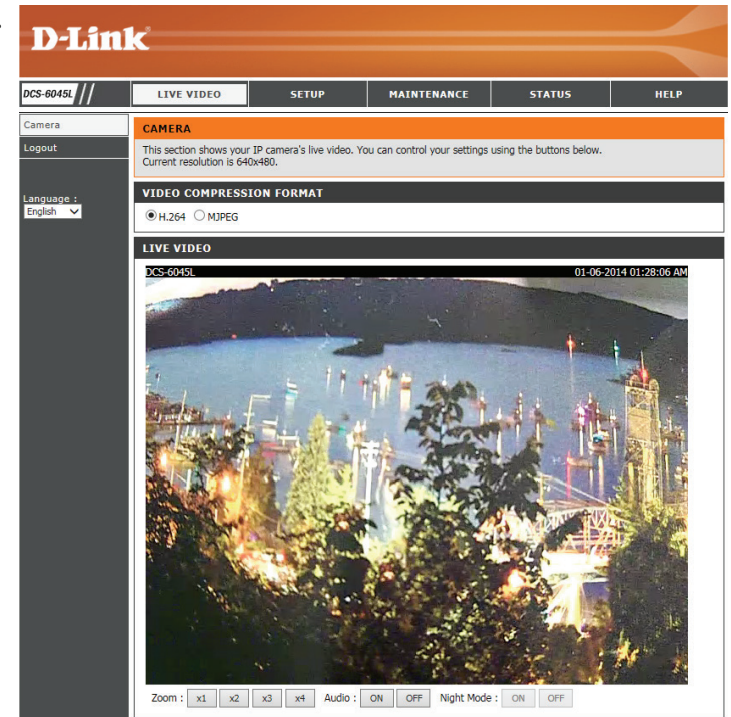 D-Link
DCS-6045L // LIVE VIDEO SETUP MAINTENANCE STATUS HELP
Camera
Logout
Language :
English
CAMERA
This section shows your IP camera's live video. You can control your settings using the buttons below.
Current resolution is 640x480.
VIDEO COMPRESSION FORMAT
H.264 MJPEG
LIVE VIDEO
DCS-6045L 01-06-2014 01:28:06 AM
Zoom : x1 x2 x3 x4 Audio : ON OFF Night Mode : ON OFF